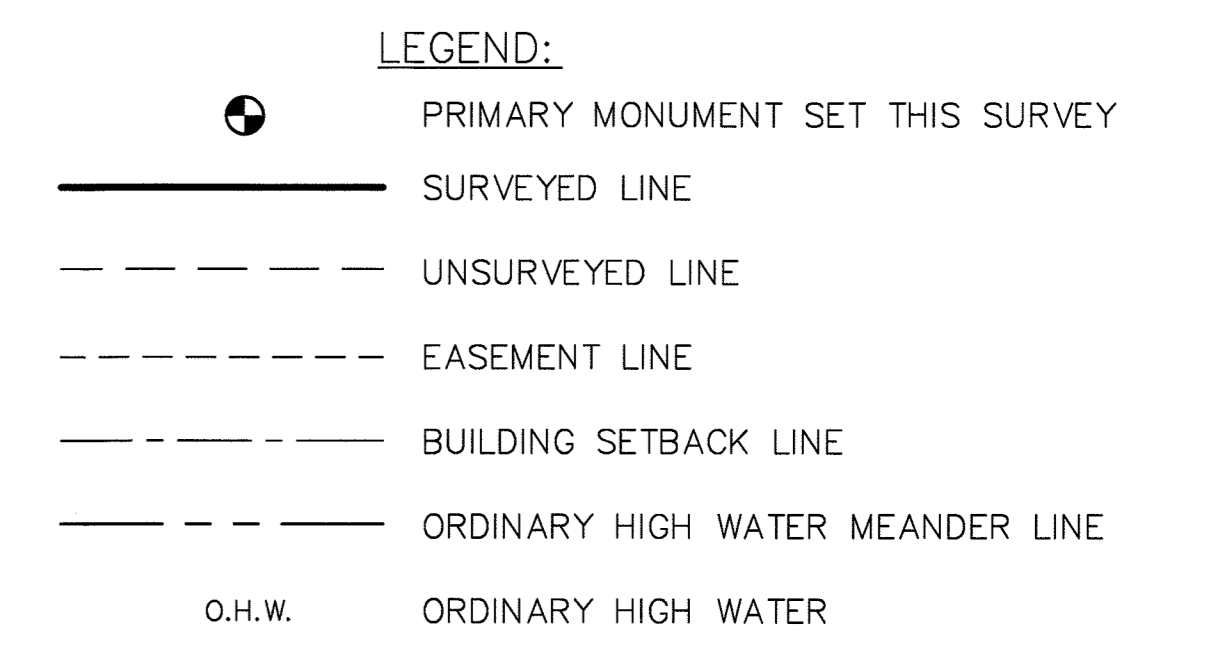 LEGEND:
PRIMARY MONUMENT SET THIS SURVEY
SURVEYED LINE
UNSURVEYED LINE
EASEMENT LINE
BUILDING SETBACK LINE
ORDINARY HIGH WATER MEANDER LINE
O.H.W. ORDINARY HIGH WATER